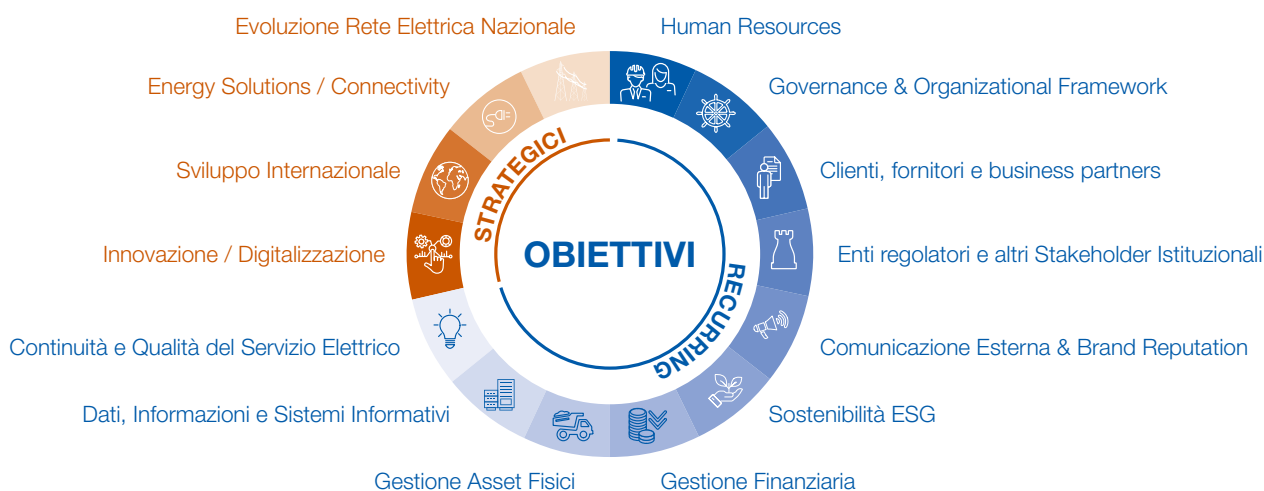 Evoluzione Rete Elettrica Nazionale
Human Resources
Energy Solutions / Connectivity
Governance & Organizational Framework
Sviluppo Internazionale
Clienti, fornitori e business partners
STRATEGICI
OBIETTIVI
RECURRING
Innovazione / Digitalizzazione
Enti regolatori e altri Stakeholder Istituzionali
Continuità e Qualità del Servizio Elettrico
Comunicazione Esterna & Brand Reputation
Dati, Informazioni e Sistemi Informativi
Sostenibilità ESG
Gestione Asset Fisici
Gestione Finanziaria